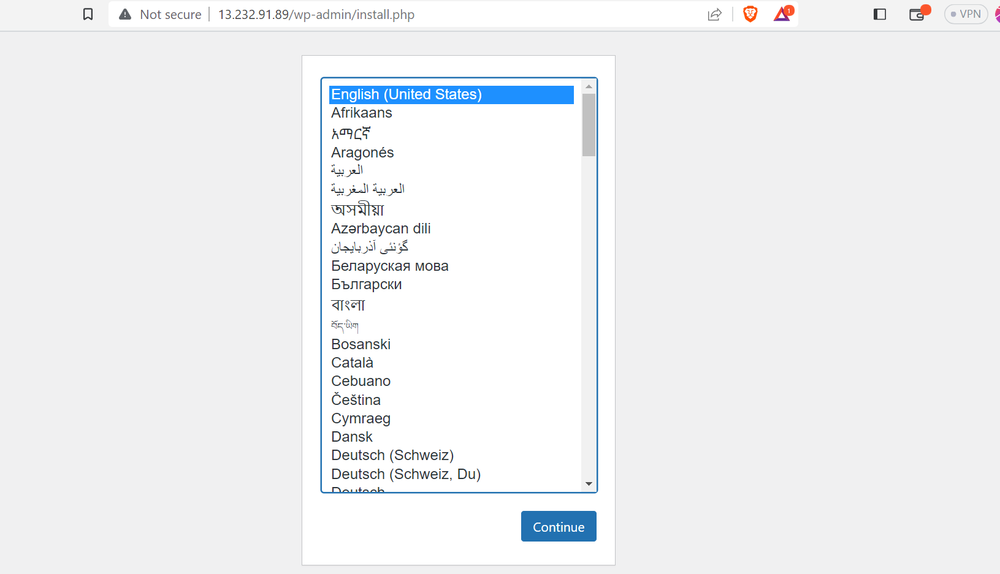 Not secure 13.232.91.89/wp-admin/install.php 1 VPN
English (United States)
Afrikaans
አማርኛ
Aragonés
العربية
العربية المغربية
অসমীয়া
Azərbaycan dili
گؤنئی آذربایجان
Беларуская мова
Български
বাংলা
བོད་ཡིག
Bosanski
Català
Cebuano
Čeština
Cymraeg
Dansk
Deutsch (Schweiz)
Deutsch (Schweiz, Du)
Deutsch
Continue